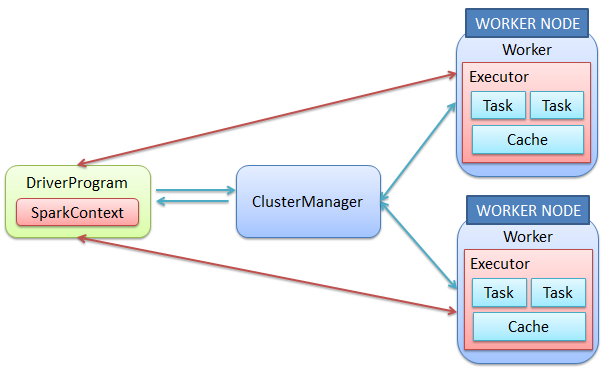 WORKER NODE
Worker
Executor
Task Task
Cache
DriverProgram
SparkContext
ClusterManager
WORKER NODE
Worker
Executor
Task Task
Cache